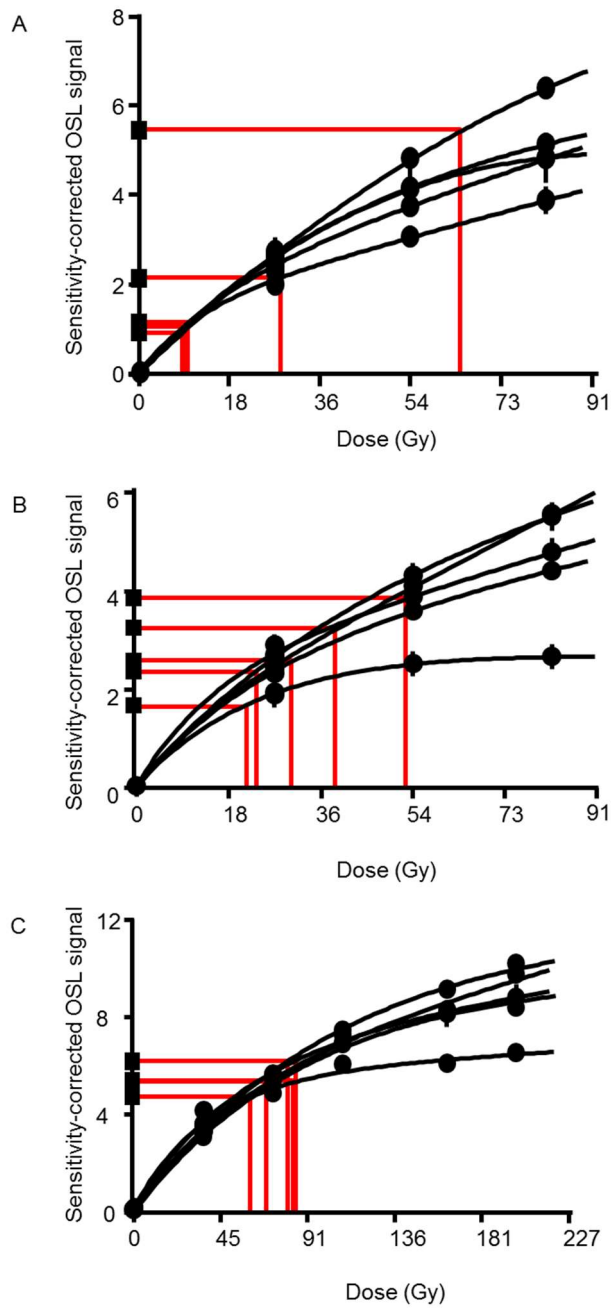 A
Sensitivity-corrected OSL signal
8
6
4
2
0
0 18 36 54 73 91
Dose (Gy)
B
Sensitivity-corrected OSL signal
6
4
2
0
0 18 36 54 73 91
Dose (Gy)
C
Sensitivity-corrected OSL signal
12
8
4
0
0 45 91 136 181 227
Dose (Gy)